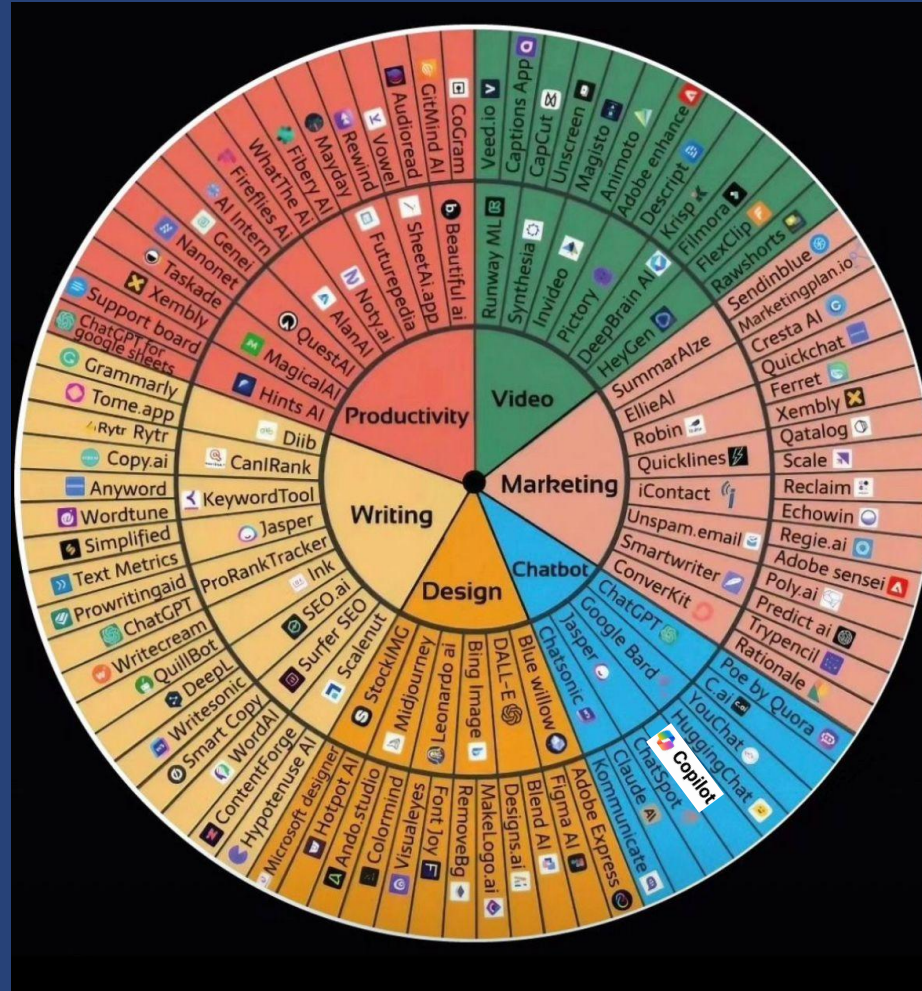 Productivity
Video
Marketing
Chatbot
Design
Writing
Hints AI
MagicalAI
QuestAI
AlanAI
Noty.ai
Futurepedia
SheetAi.app
Beautiful ai
ChatGPT for
google sheets
Support board
Xembly
Taskade
Nanonet
Genei
AI Intern
Fireflies Ai
WhatThe Ai
Fibery AI
Mayday
Rewind
Vowel
Audioread
GitMind AI
CoGram
Runway ML
Synthesia
Invideo
Pictory
DeepBrain AI
HeyGen
Veed.io
Captions App
CapCut
Unscreen
Magisto
Animoto
Adobe enhance
Descript
Krisp
Filmora
FlexClip
Rawshorts
SummarAIze
EllieAI
Robin
Quicklines
iContact
Unspam.email
Smartwriter
ConverKit
Sendinblue
Marketingplan.io
Cresta AI
Quickchat
Ferret
Xembly
Qatalog
Scale
Reclaim
Echowin
Regie.ai
Adobe sensei
Poly.ai
Predict ai
Trypencil
Rationale
ChatGPT
Google Bard
Jasper
Chatsonic
Poe by Quora
C.ai
YouChat
HuggingChat
Copilot
ChatSpot
Claude
Kommunicate
Blue willow
DALL-E
Bing Image
Leonardo ai
Midjourney
StockIMG
Adobe Express
Figma AI
Blend AI
Designs.ai
MakeLogo.ai
RemoveBg
Font Joy
Visualeyes
Colormind
Ando.studio
Hotpot AI
Microsoft designer
Diib
CanIRank
KeywordTool
Jasper
ProRankTracker
Ink
SEO.ai
Surfer SEO
Scalenut
Grammarly
Tome.app
Rytr Rytr
Copy.ai
Anyword
Wordtune
Simplified
Text Metrics
Prowritingaid
ChatGPT
Writecream
QuillBot
DeepL
Writesonic
Smart Copy
WordAI
ContentForge
Hypotenuse AI